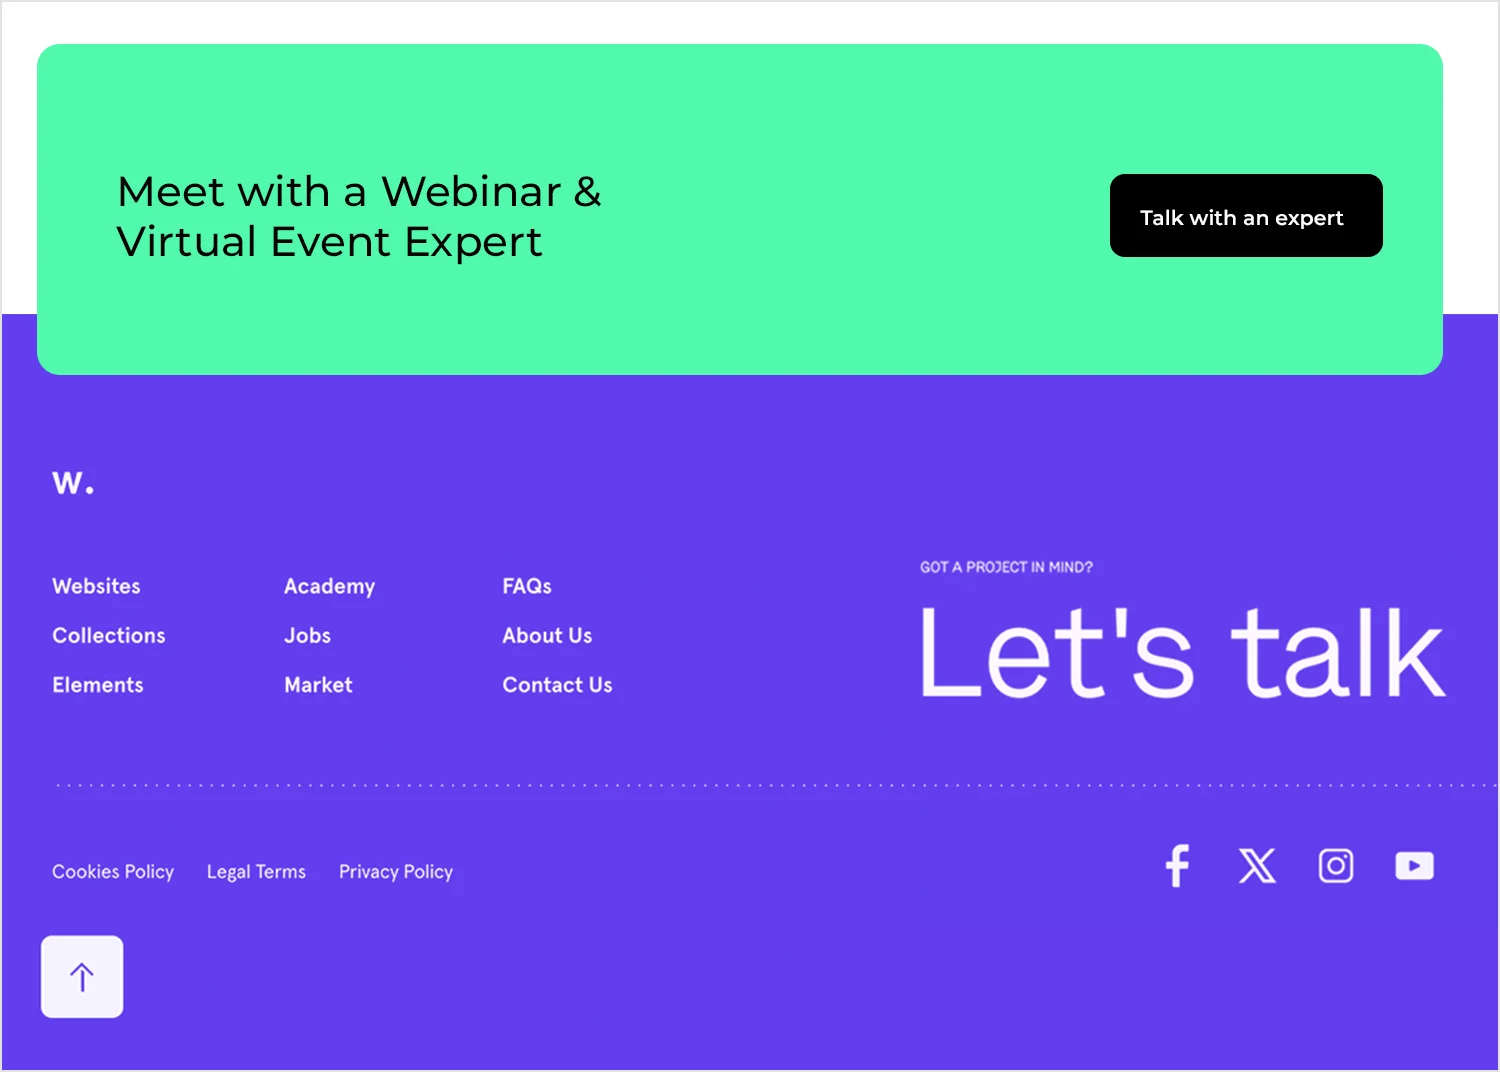 Meet with a Webinar &
Virtual Event Expert
Talk with an expert
W.
Websites
Collections
Elements
Academy
Jobs
Market
FAQs
About Us
Contact Us
GOT A PROJECT IN MIND?
Let's talk
Cookies Policy
Legal Terms
Privacy Policy